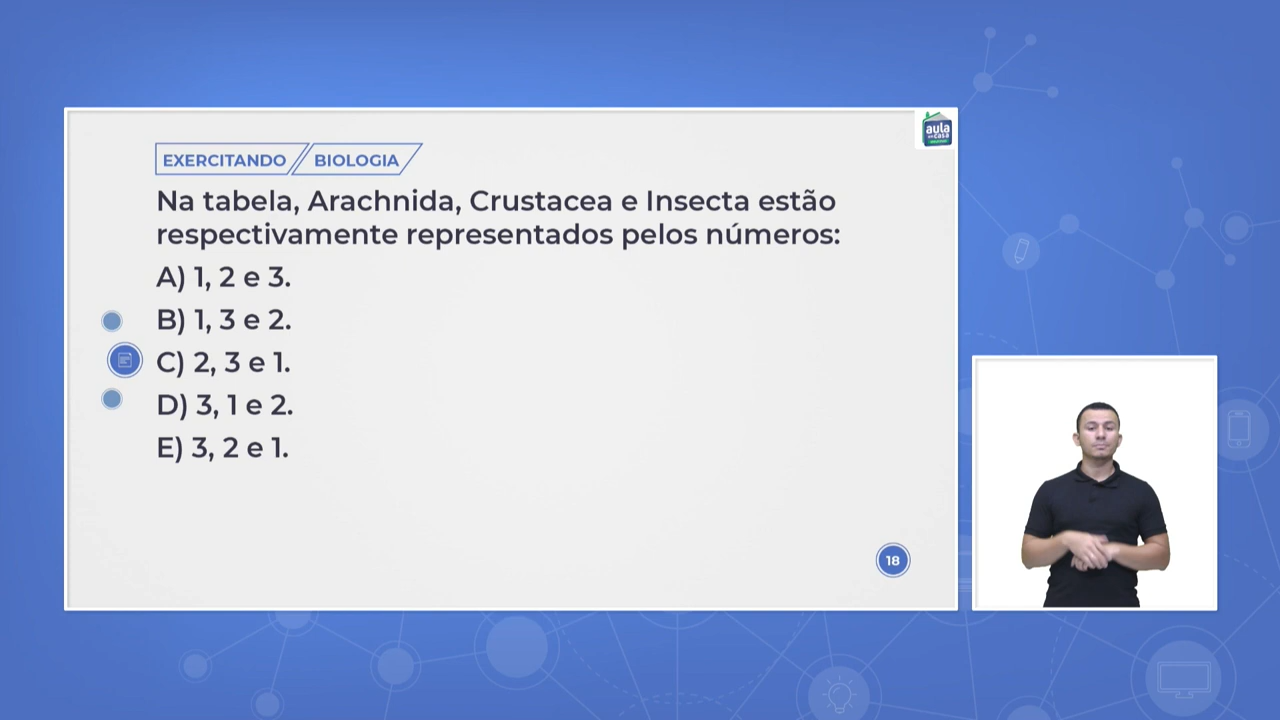 aula
em casa
EXERCITANDO BIOLOGIA
Na tabela, Arachnida, Crustacea e Insecta estão
respectivamente representados pelos números:
A) 1, 2 e 3.
B) 1, 3 e 2.
C) 2, 3 e 1.
D) 3, 1 e 2.
E) 3, 2 e 1.
18